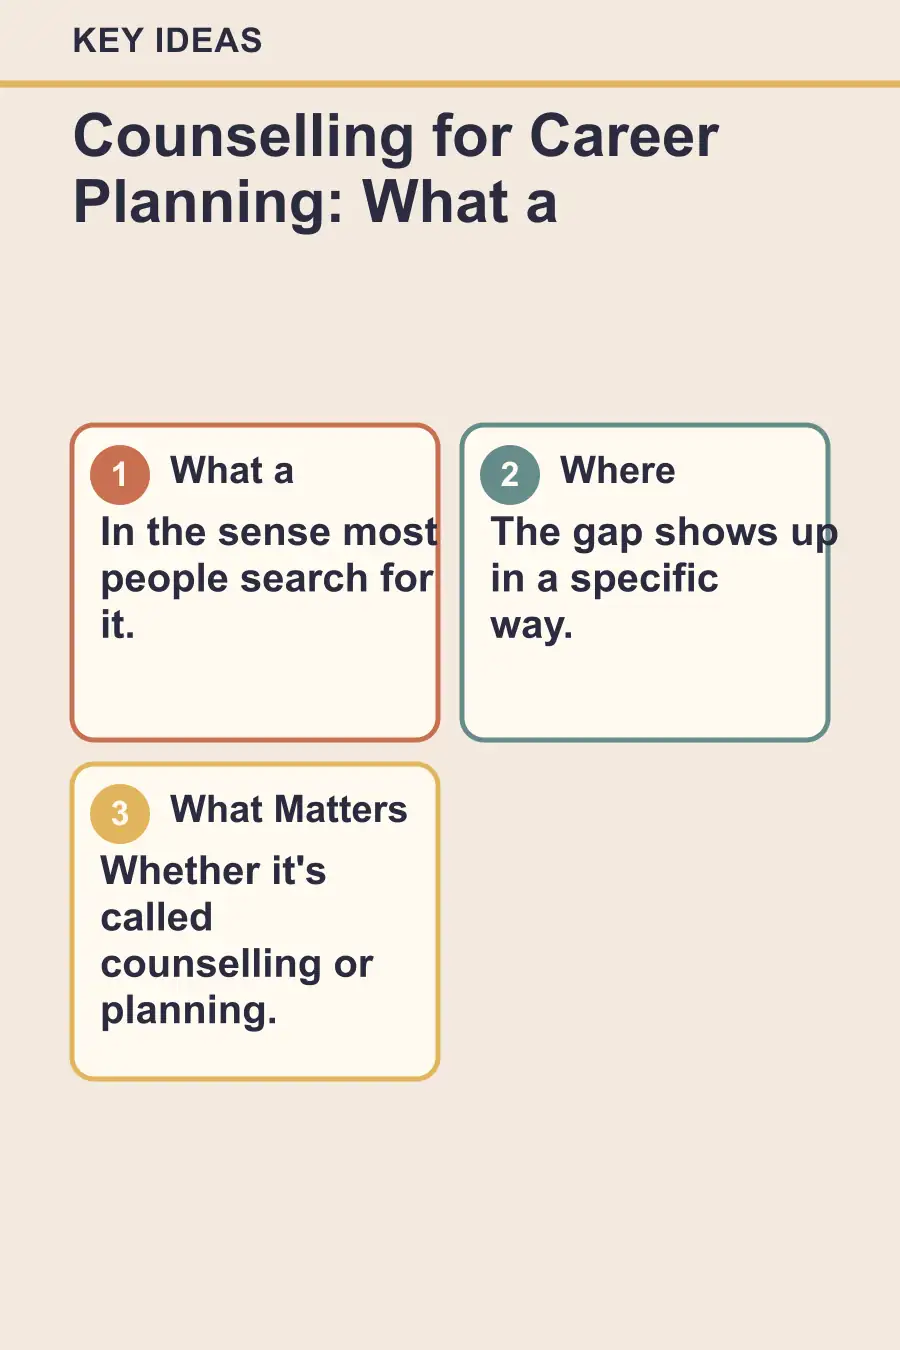 KEY IDEAS
Counselling for Career
Planning: What a
1 What a
In the sense most
people search for
it.
2 Where
The gap shows up
in a specific
way.
3 What Matters
Whether it's
called
counselling or
planning.